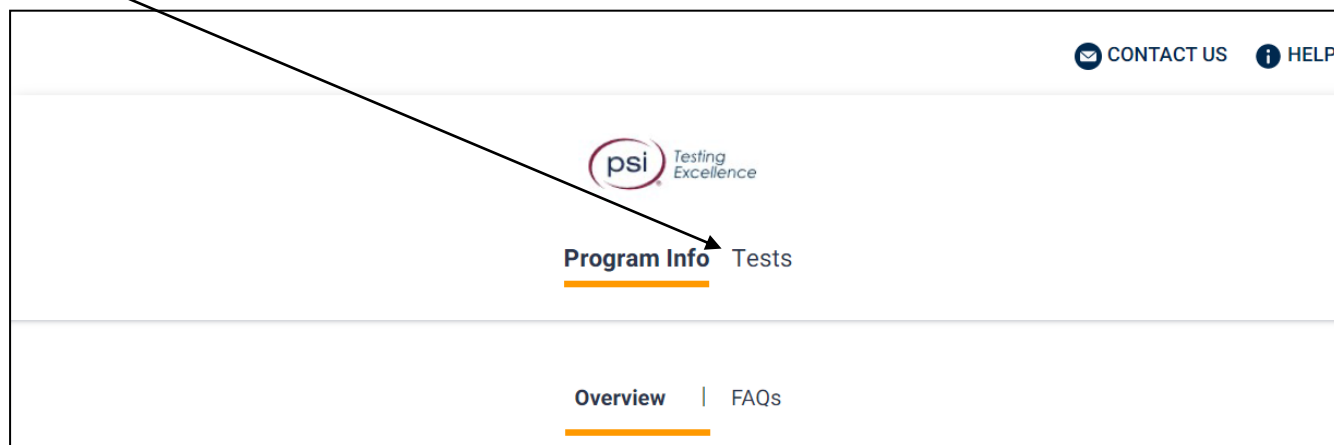 CONTACT US HELP
psi Testing
Excellence
Program Info Tests
Overview | FAQs